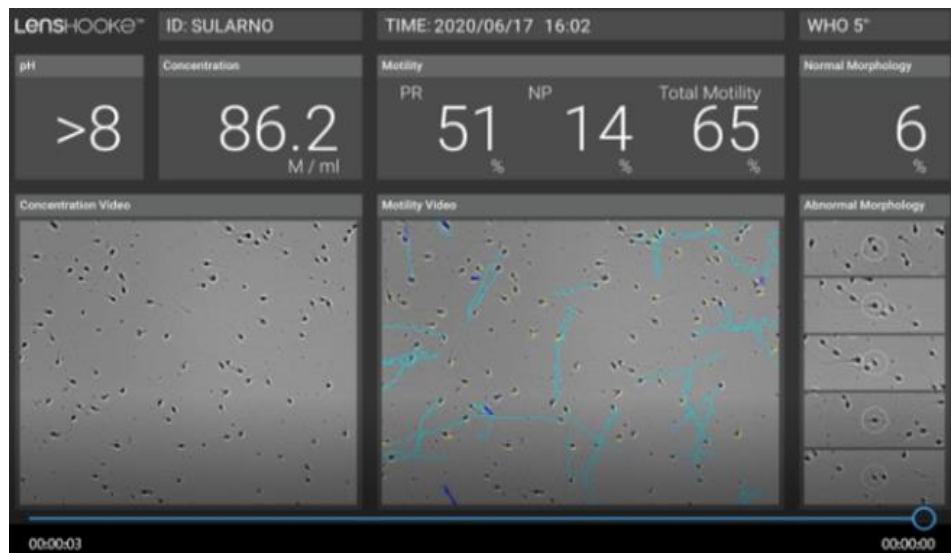 LENSHOOKE™ ID: SULARNO TIME: 2020/06/17 16:02 WHO 5ᵗʰ
pH Concentration Motility Normal Morphology
PR NP Total Motility
>8 86.2 51 14 65 6
M / ml % % % %
Concentration Video Motility Video Abnormal Morphology
00:00:03 00:00:00